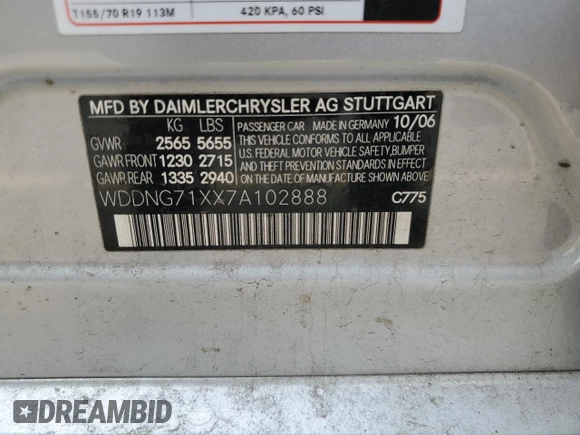 T155/70 R19 113M 420 KPA, 60 PSI
MFD BY DAIMLERCHRYSLER AG STUTTGART
KG LBS PASSENGER CAR MADE IN GERMANY 10/06
GVWR 2565 5655 THIS VEHICLE CONFORMS TO ALL APPLICABLE
GAWR FRONT 1230 2715 U.S. FEDERAL MOTOR VEHICLE SAFETY, BUMPER
GAWR REAR 1335 2940 AND THEFT PREVENTION STANDARDS IN EFFECT
WDDNG71XX7A102888 ON THE DATE OF MANUFACTURE SHOWN ABOVE.
C775
DREAMBID